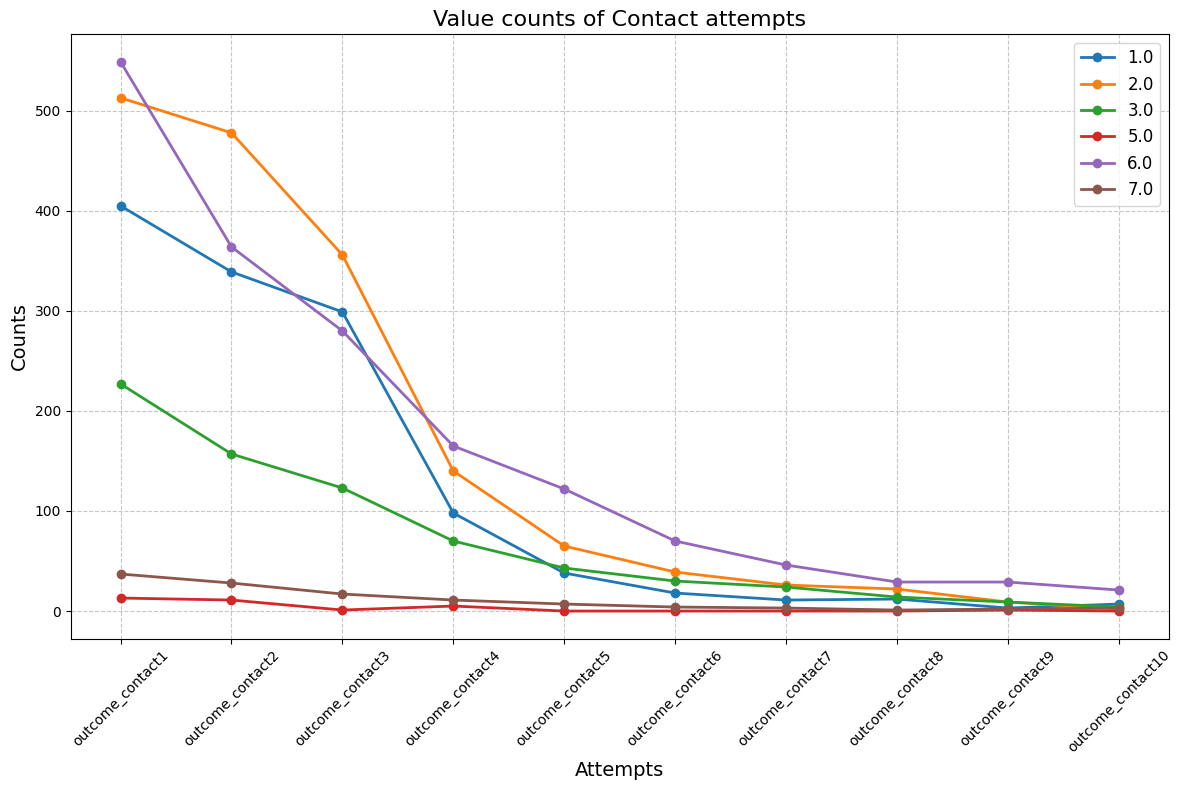 Value counts of Contact attempts
1.0
2.0
3.0
5.0
6.0
7.0
Counts
500
400
300
200
100
0
outcome_contact1
outcome_contact2
outcome_contact3
outcome_contact4
outcome_contact5
outcome_contact6
outcome_contact7
outcome_contact8
outcome_contact9
outcome_contact10
Attempts